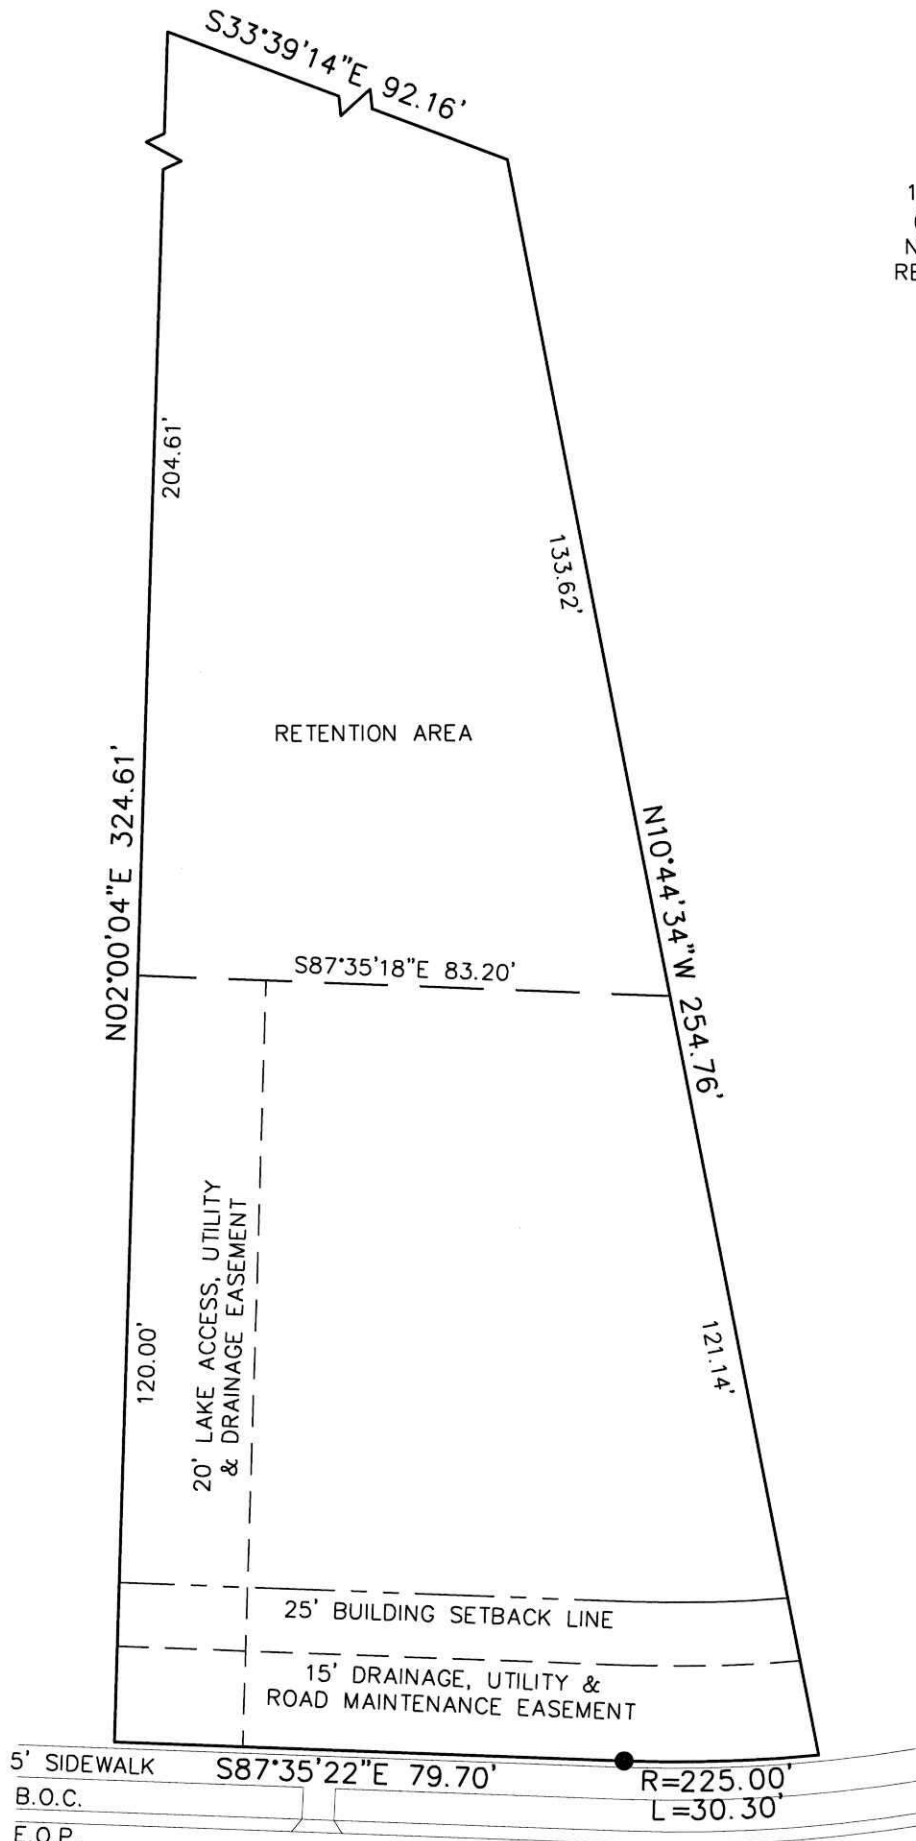 S33°39'14"E 92.16'
204.61'
133.62'
RETENTION AREA
N02°00'04"E 324.61'
N10°44'34"W 254.76'
S87°35'18"E 83.20'
20' LAKE ACCESS, UTILITY
& DRAINAGE EASEMENT
120.00'
121.14'
25' BUILDING SETBACK LINE
15' DRAINAGE, UTILITY &
ROAD MAINTENANCE EASEMENT
5' SIDEWALK
S87°35'22"E 79.70'
R=225.00'
L=30.30'
B.O.C.
E.O.P.